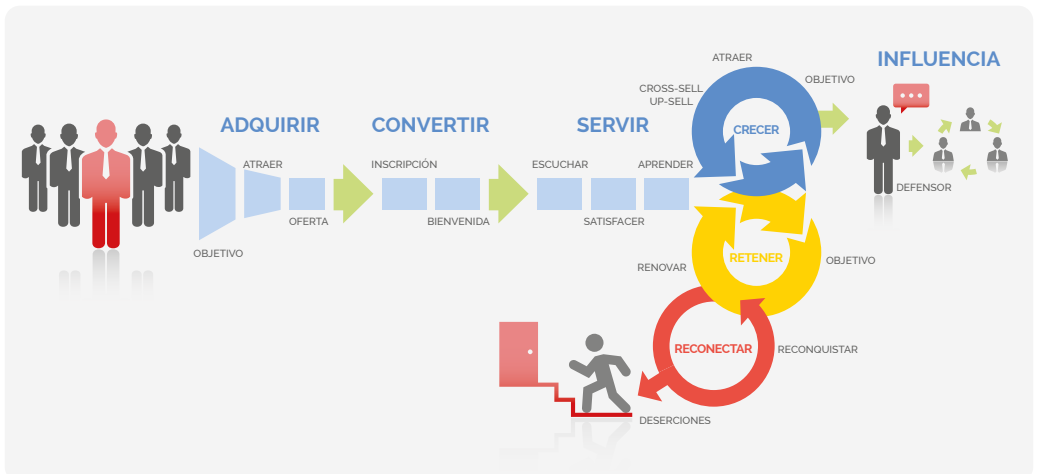 ADQUIRIR
OBJETIVO
ATRAER
OFERTA
CONVERTIR
INSCRIPCIÓN
BIENVENIDA
SERVIR
ESCUCHAR
SATISFACER
APRENDER
CRECER
CROSS-SELL
UP-SELL
ATRAER
OBJETIVO
RETENER
RENOVAR
OBJETIVO
RECONECTAR
RECONQUISTAR
DESERCIONES
INFLUENCIA
DEFENSOR